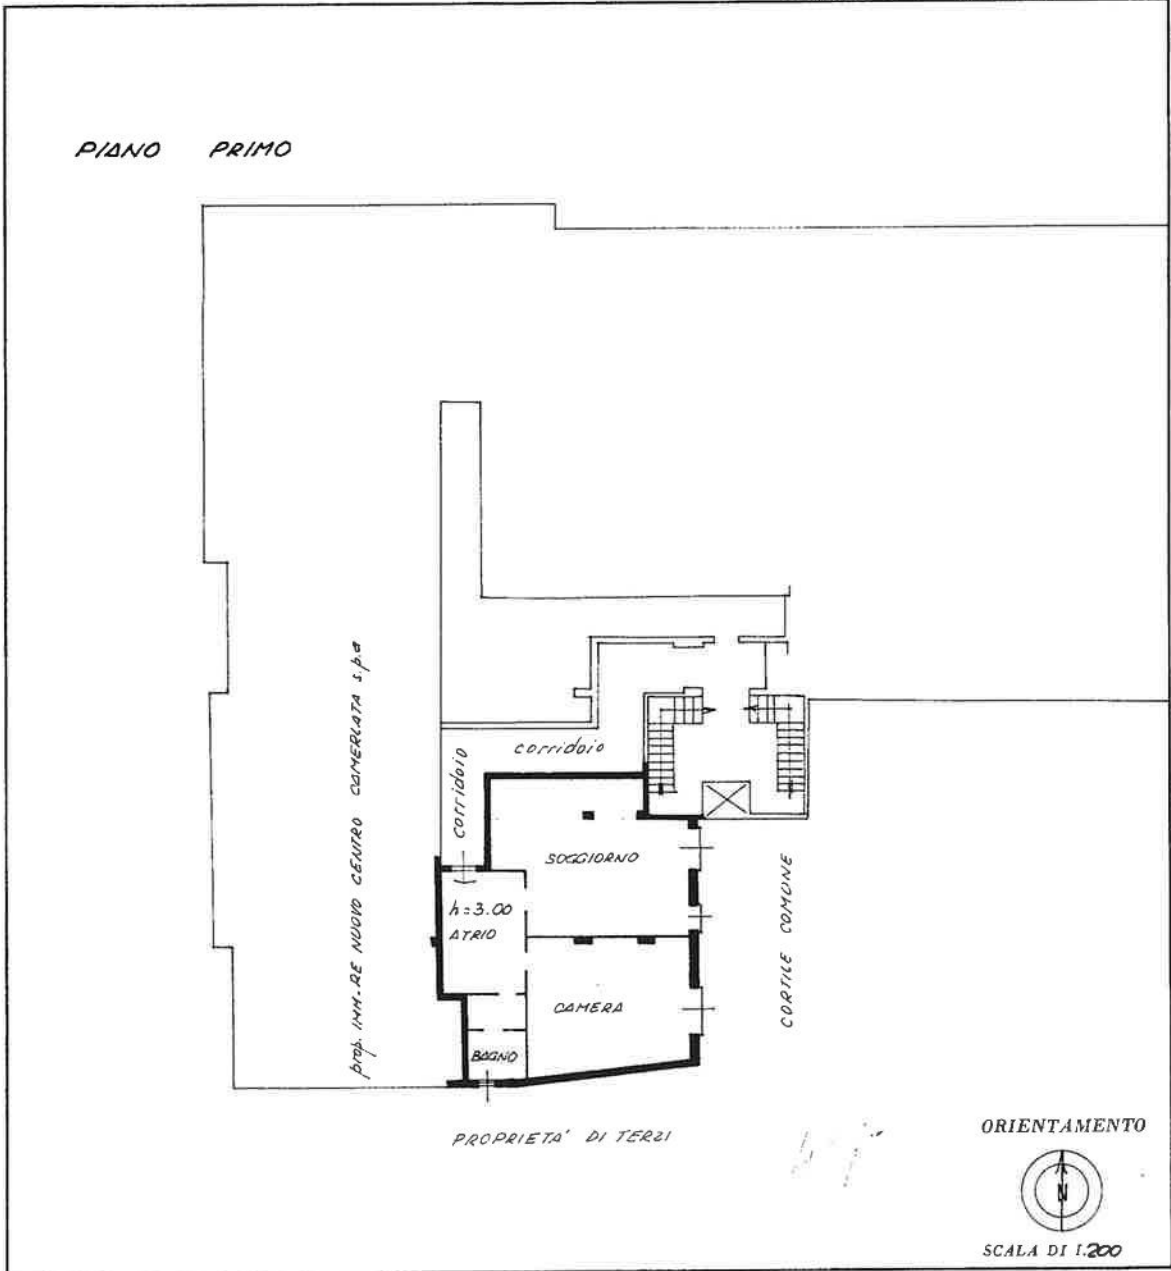 PIANO PRIMO
prop. IMM.RE NUOVO CENTRO CAMERLATA s.p.a
corridoio
corridoio
SOGGIORNO
h=3.00
ATRIO
CAMERA
BAGNO
CORTILE COMUNE
PROPRIETA' DI TERZI
ORIENTAMENTO
N
SCALA DI 1.200